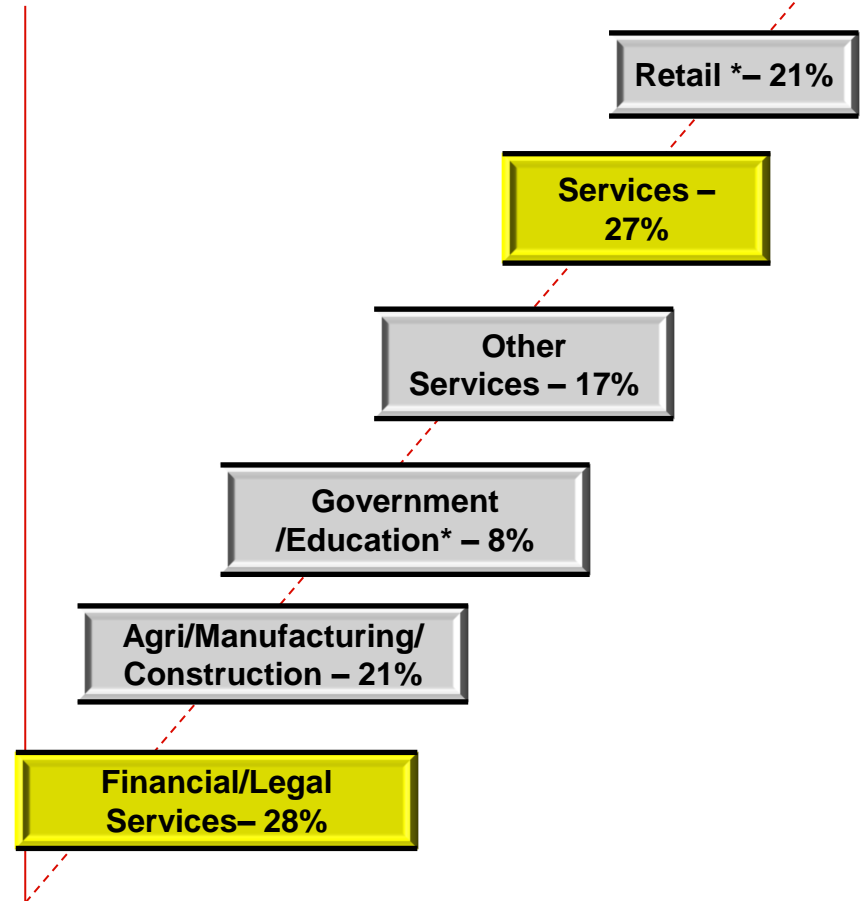 Retail *– 21%
Services –
27%
Other
Services – 17%
Government
/Education* – 8%
Agri/Manufacturing/
Construction – 21%
Financial/Legal
Services– 28%